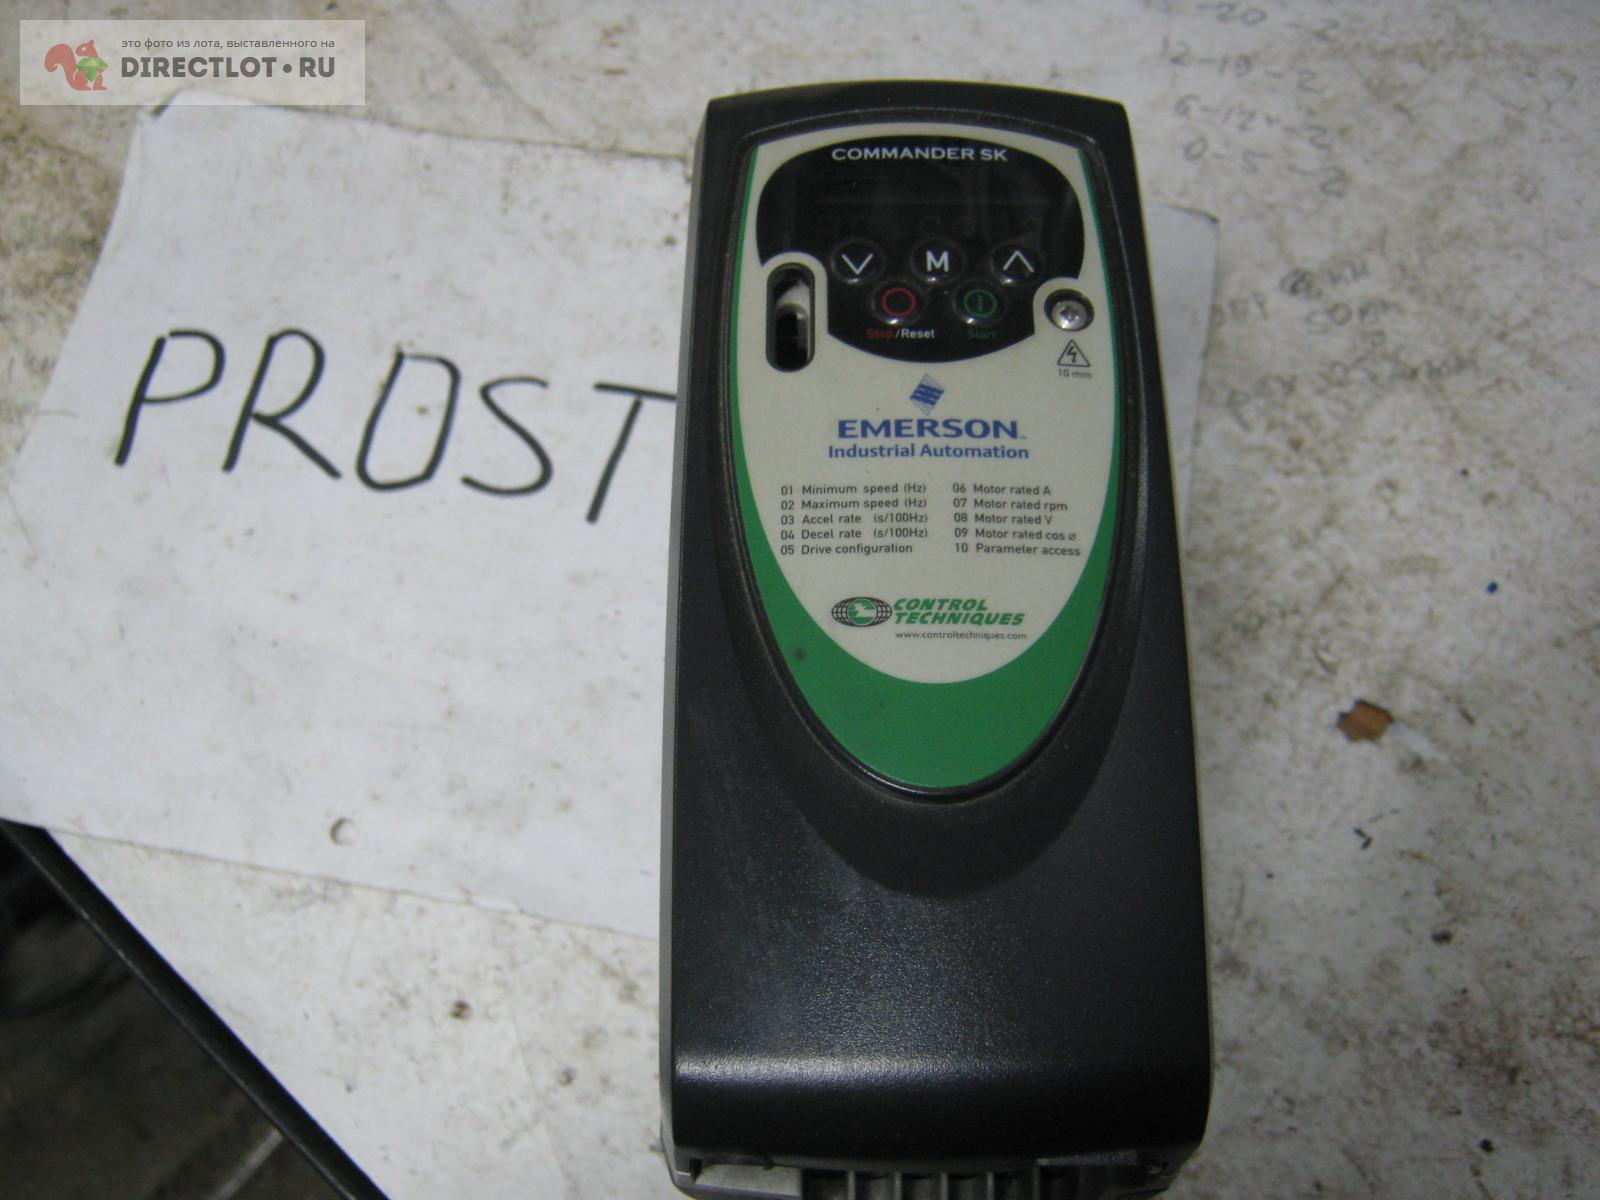 это фото из лота, выставленного на
DIRECTLOT•RU
PROST
COMMANDER SK
M
Stop/Reset
Start
10 min
EMERSON™
Industrial Automation
01 Minimum speed (Hz)
02 Maximum speed (Hz)
03 Accel rate (s/100Hz)
04 Decel rate (s/100Hz)
05 Drive configuration
06 Motor rated A
07 Motor rated rpm
08 Motor rated V
09 Motor rated cos ø
10 Parameter access
CONTROL
TECHNIQUES
www.controltechniques.com